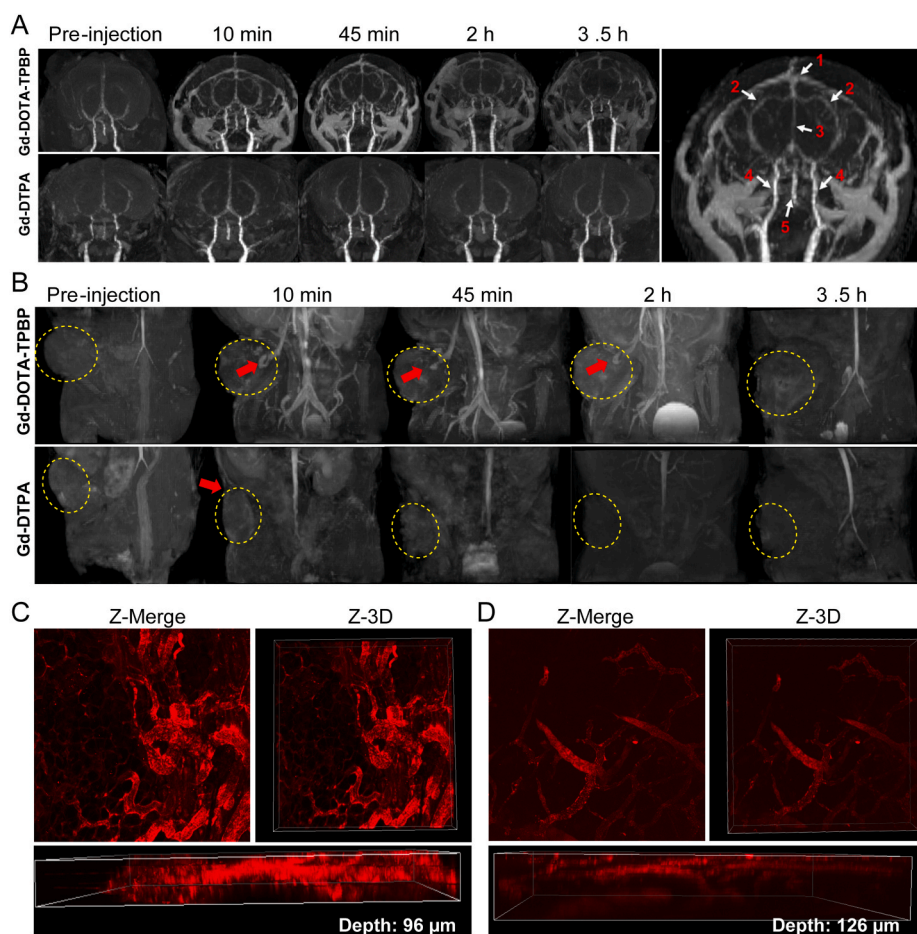 A
Pre-injection 10 min 45 min 2 h 3 .5 h
Gd-DOTA-TPBP
Gd-DTPA
1
2 2
3
4 4
5
B
Pre-injection 10 min 45 min 2 h 3 .5 h
Gd-DOTA-TPBP
Gd-DTPA
C
Z-Merge Z-3D
Depth: 96 µm
D
Z-Merge Z-3D
Depth: 126 µm